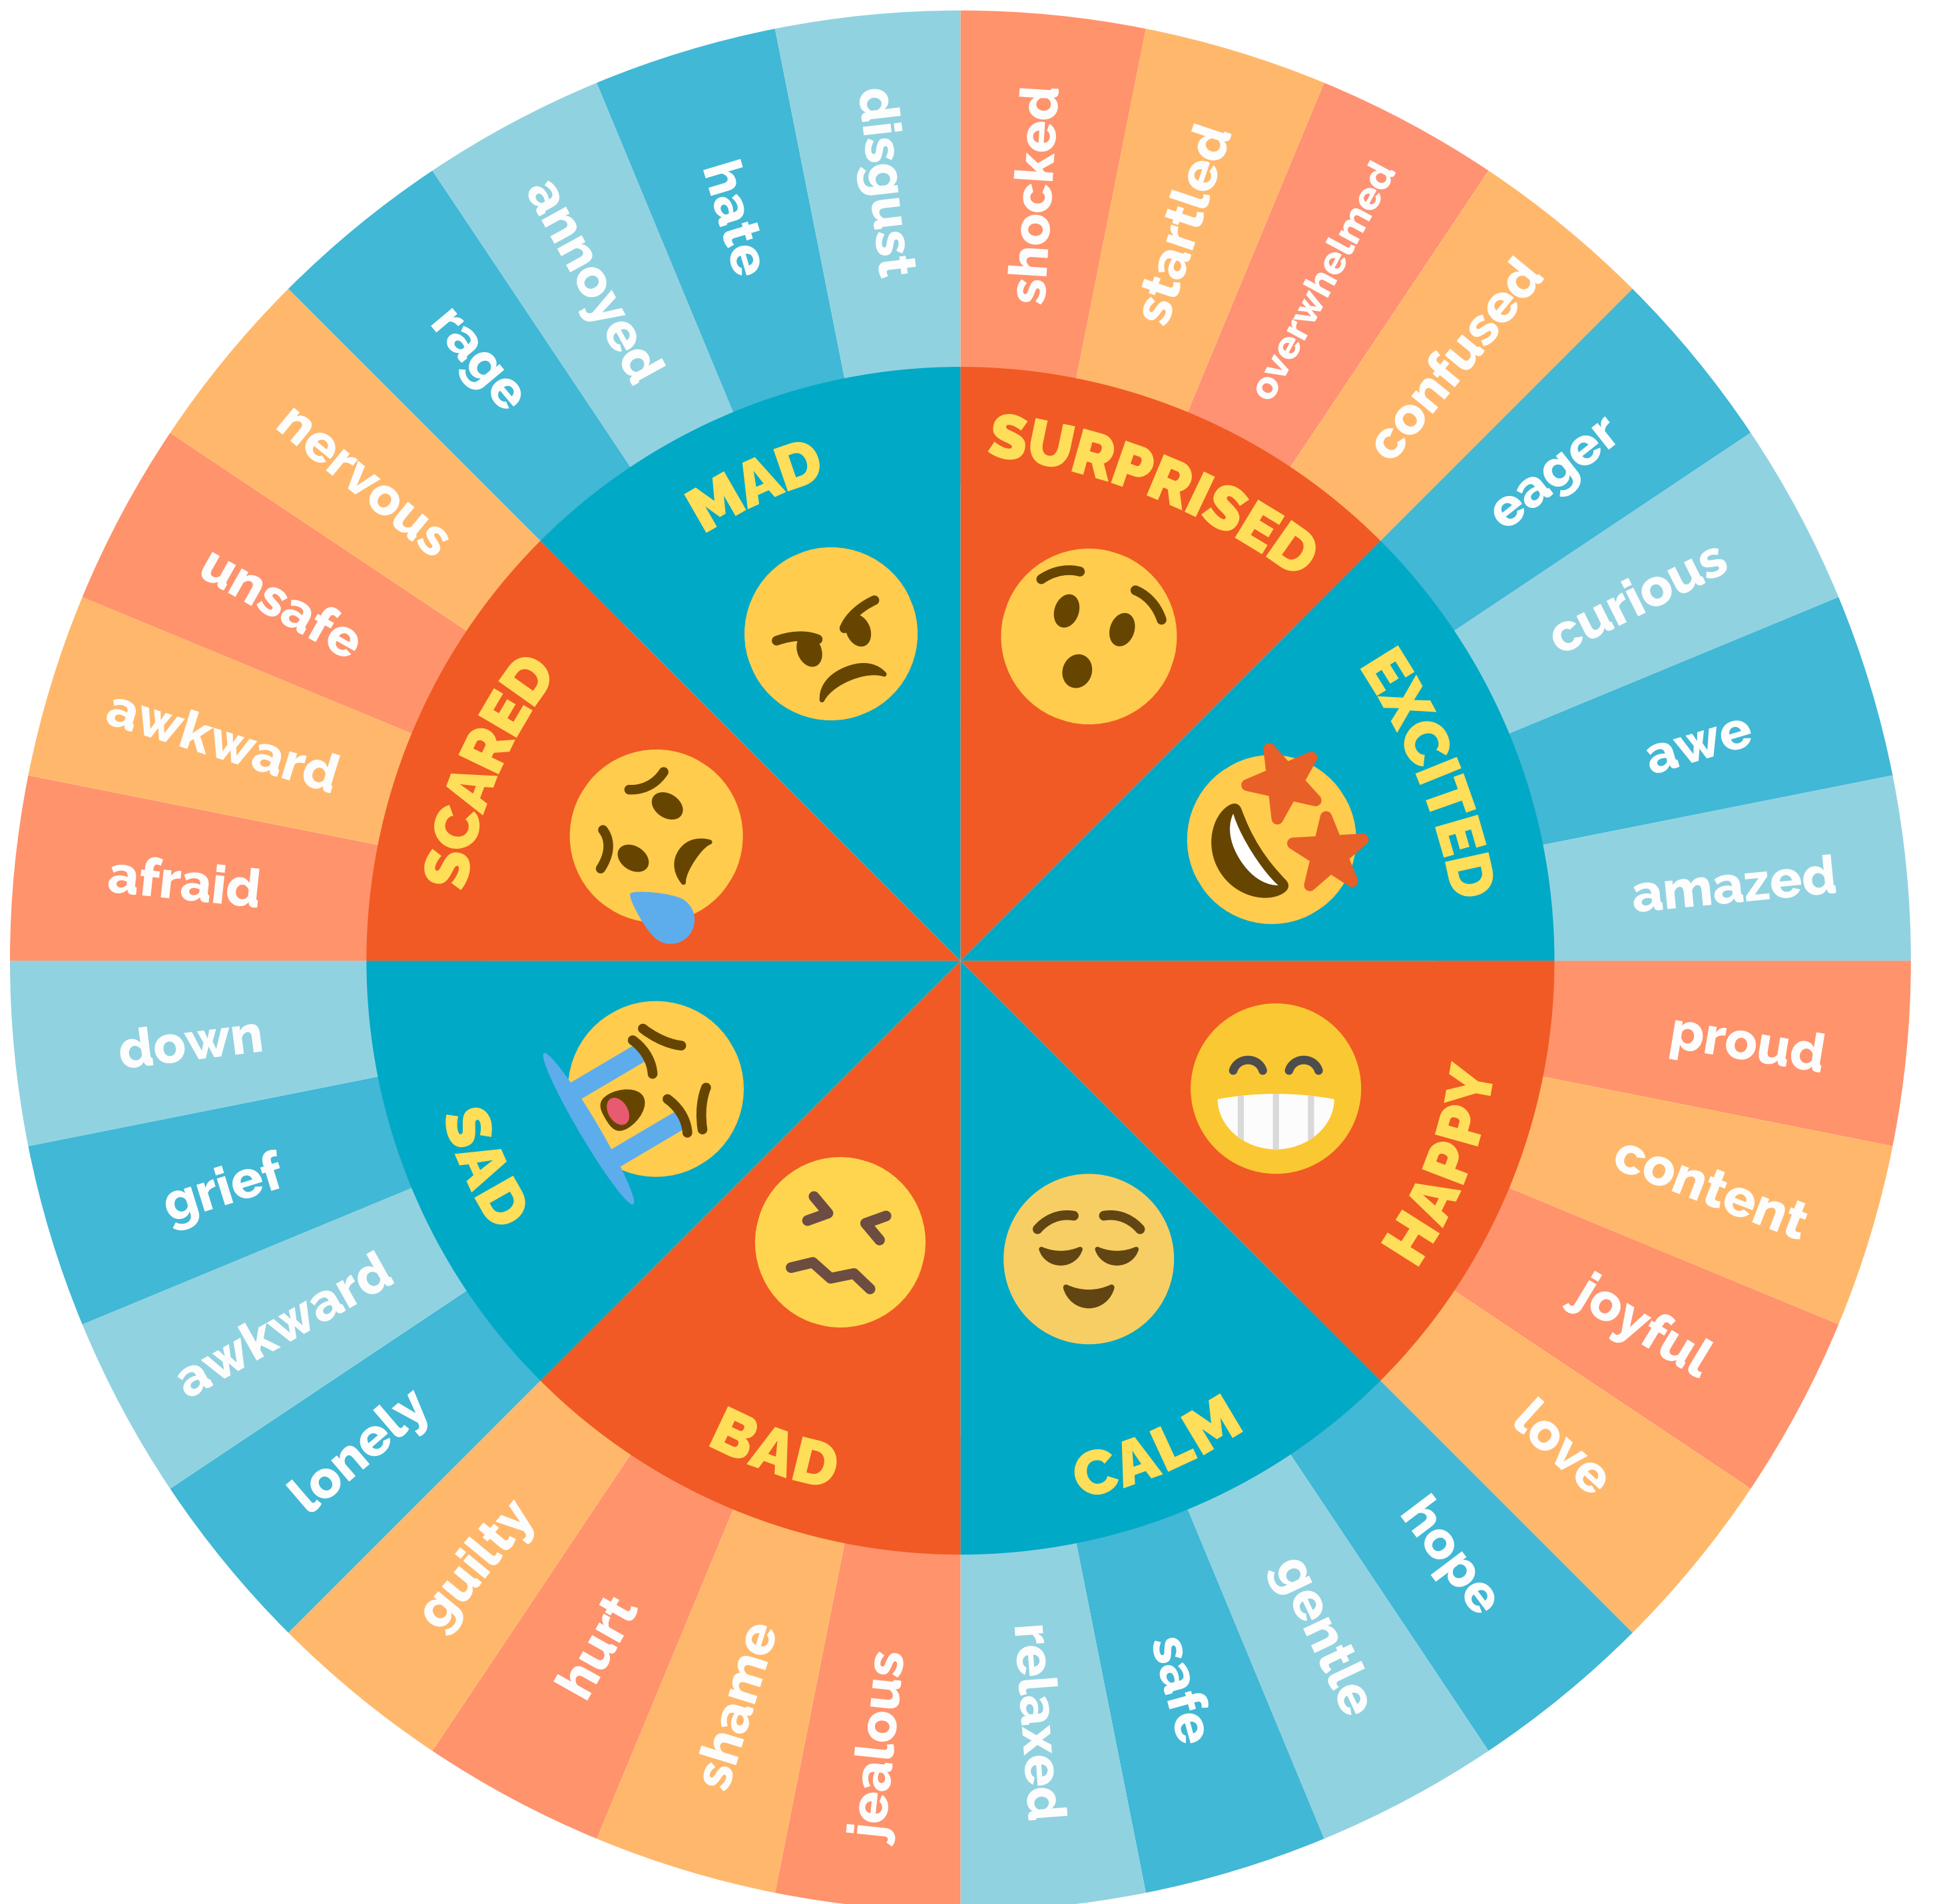 SURPRISED
shocked
startled
overwhelmed
confused
EXCITED
eager
curious
awe
amazed
HAPPY
proud
content
joyful
love
CALM
hope
gentle
safe
relaxed
BAD
jealous
shame
hurt
guilty
SAD
lonely
awkward
grief
down
SCARED
afraid
awkward
unsafe
nervous
MAD
rage
annoyed
hate
disgust